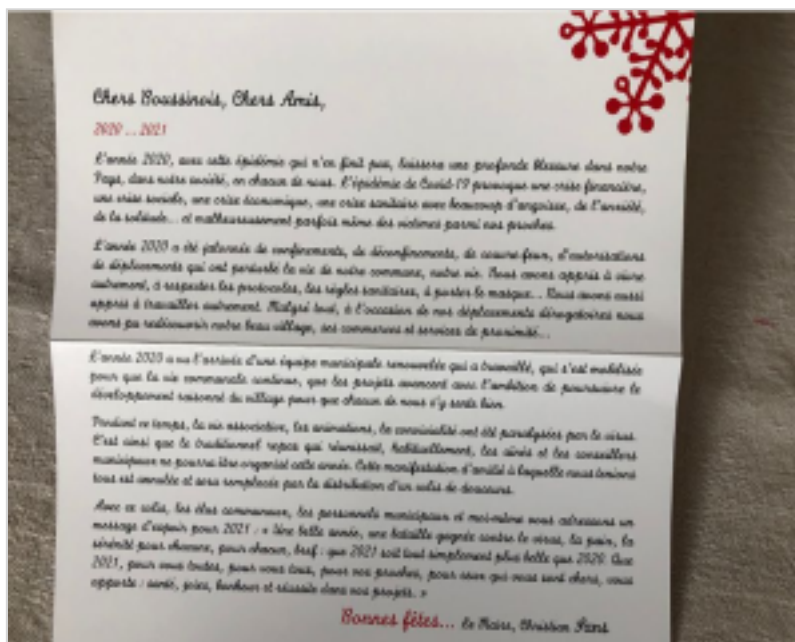 Chers Boussinois, Chers Amis,
2020 ... 2021
L'année 2020, avec cette épidémie qui n'en finit pas, laissera une profonde blessure dans notre
Pays, dans notre société, en chacun de nous. L'épidémie de Covid-19 provoque une crise financière,
une crise sociale, une crise économique, une crise sanitaire avec beaucoup d'angoisse, de l'anxiété,
de la solitude... et malheureusement parfois même des victimes parmi nos proches.
L'année 2020 a été jalonnée de confinements, de déconfinements, de couvre-feux, d'autorisations
de déplacements qui ont perturbé la vie de notre commune, notre vie. Nous avons appris à vivre
autrement, à respecter les protocoles, les règles sanitaires, à porter le masque... Nous avons aussi
appris à travailler autrement. Malgré tout, à l'occasion de nos déplacements dérogatoires nous
avons pu redécouvrir notre beau village, ses commerces et services de proximité...
L'année 2020 a vu l'arrivée d'une équipe municipale renouvelée qui a travaillé, qui s'est mobilisée
pour que la vie communale continue, que les projets avancent avec l'ambition de poursuivre le
développement raisonné du village pour que chacun de nous s'y sente bien.
Pendant ce temps, la vie associative, les animations, la convivialité ont été paralysées par le virus.
C'est ainsi que le traditionnel repas qui réunissait, habituellement, les aînés et les conseillers
municipaux ne pourra être organisé cette année. Cette manifestation d'amitié à laquelle nous tenions
tous est annulée et sera remplacée par la distribution d'un colis de douceurs.
Avec ce colis, les élus communaux, les personnels municipaux et moi-même vous adressons un
message d'espoir pour 2021 : « Une belle année, une bataille gagnée contre le virus, la paix, la
sérénité pour chacune, pour chacun, bref : que 2021 soit tout simplement plus belle que 2020. Que
2021, pour vous toutes, pour vous tous, pour vos proches, pour ceux qui vous sont chers, vous
apporte : santé, joies, bonheur et réussite dans vos projets. »
Bonnes fêtes... Le Maire, Christian Sans